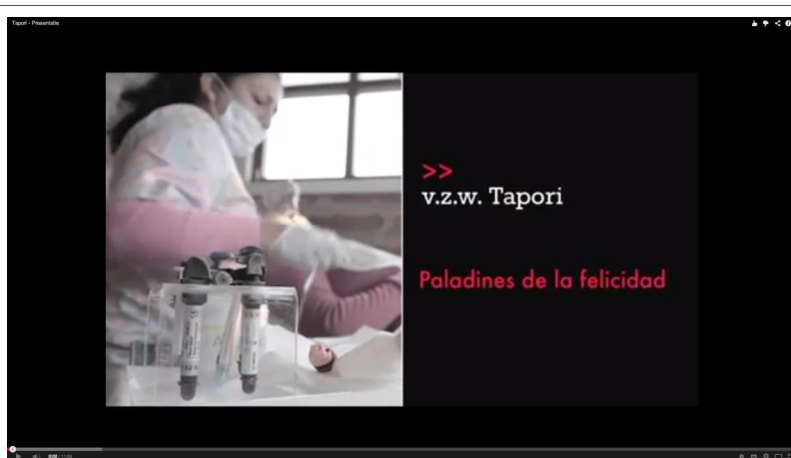 Tapori - Presentatie
>>
v.z.w. Tapori
Paladines de la felicidad